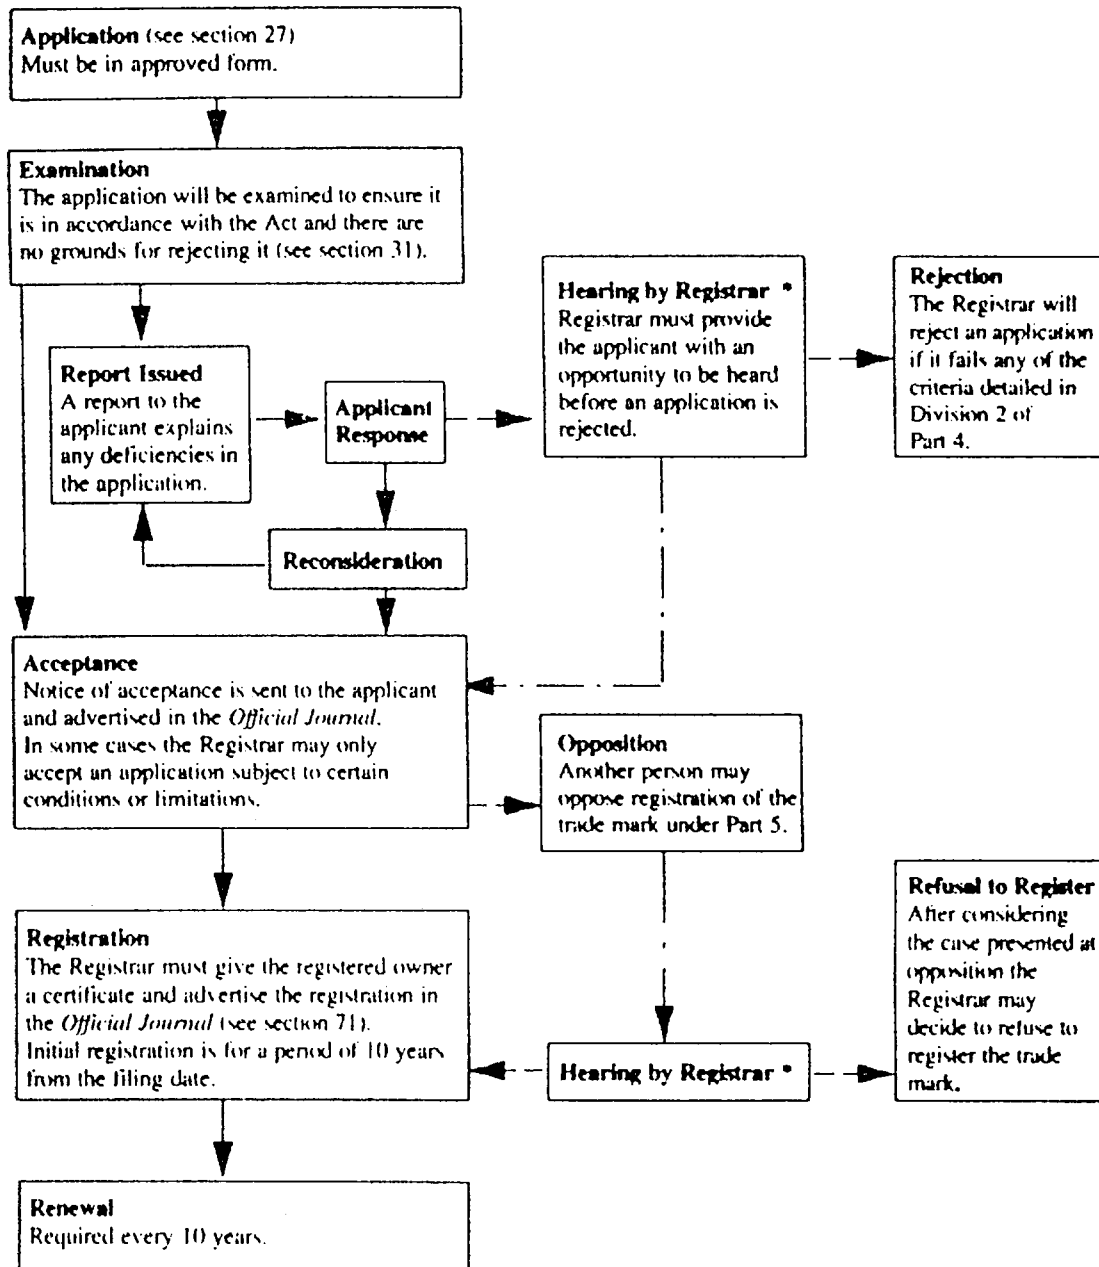 Application (see section 27)
Must be in approved form.
Examination
The application will be examined to ensure it
is in accordance with the Act and there are
no grounds for rejecting it (see section 31).
Report Issued
A report to the
applicant explains
any deficiencies in
the application.
Applicant
Response
Hearing by Registrar *
Registrar must provide
the applicant with an
opportunity to be heard
before an application is
rejected.
Rejection
The Registrar will
reject an application
if it fails any of the
criteria detailed in
Division 2 of
Part 4.
Reconsideration
Acceptance
Notice of acceptance is sent to the applicant
and advertised in the Official Journal.
In some cases the Registrar may only
accept an application subject to certain
conditions or limitations.
Opposition
Another person may
oppose registration of the
trade mark under Part 5.
Registration
The Registrar must give the registered owner
a certificate and advertise the registration in
the Official Journal (see section 71).
Initial registration is for a period of 10 years
from the filing date.
Hearing by Registrar *
Refusal to Register
After considering
the case presented at
opposition the
Registrar may
decide to refuse to
register the trade
mark.
Renewal
Required every 10 years.